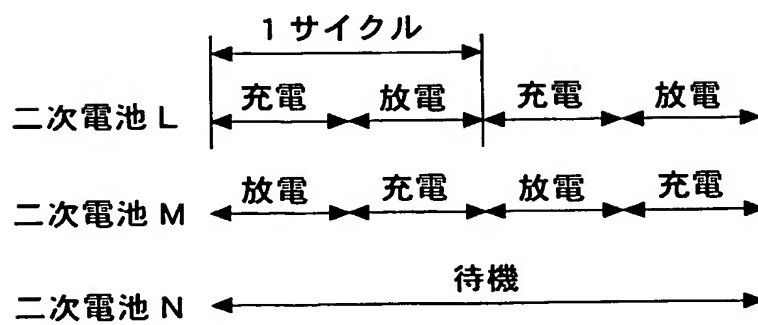 1サイクル
充電 放電 充電 放電
二次電池 L
放電 充電 放電 充電
二次電池 M
待機
二次電池 N